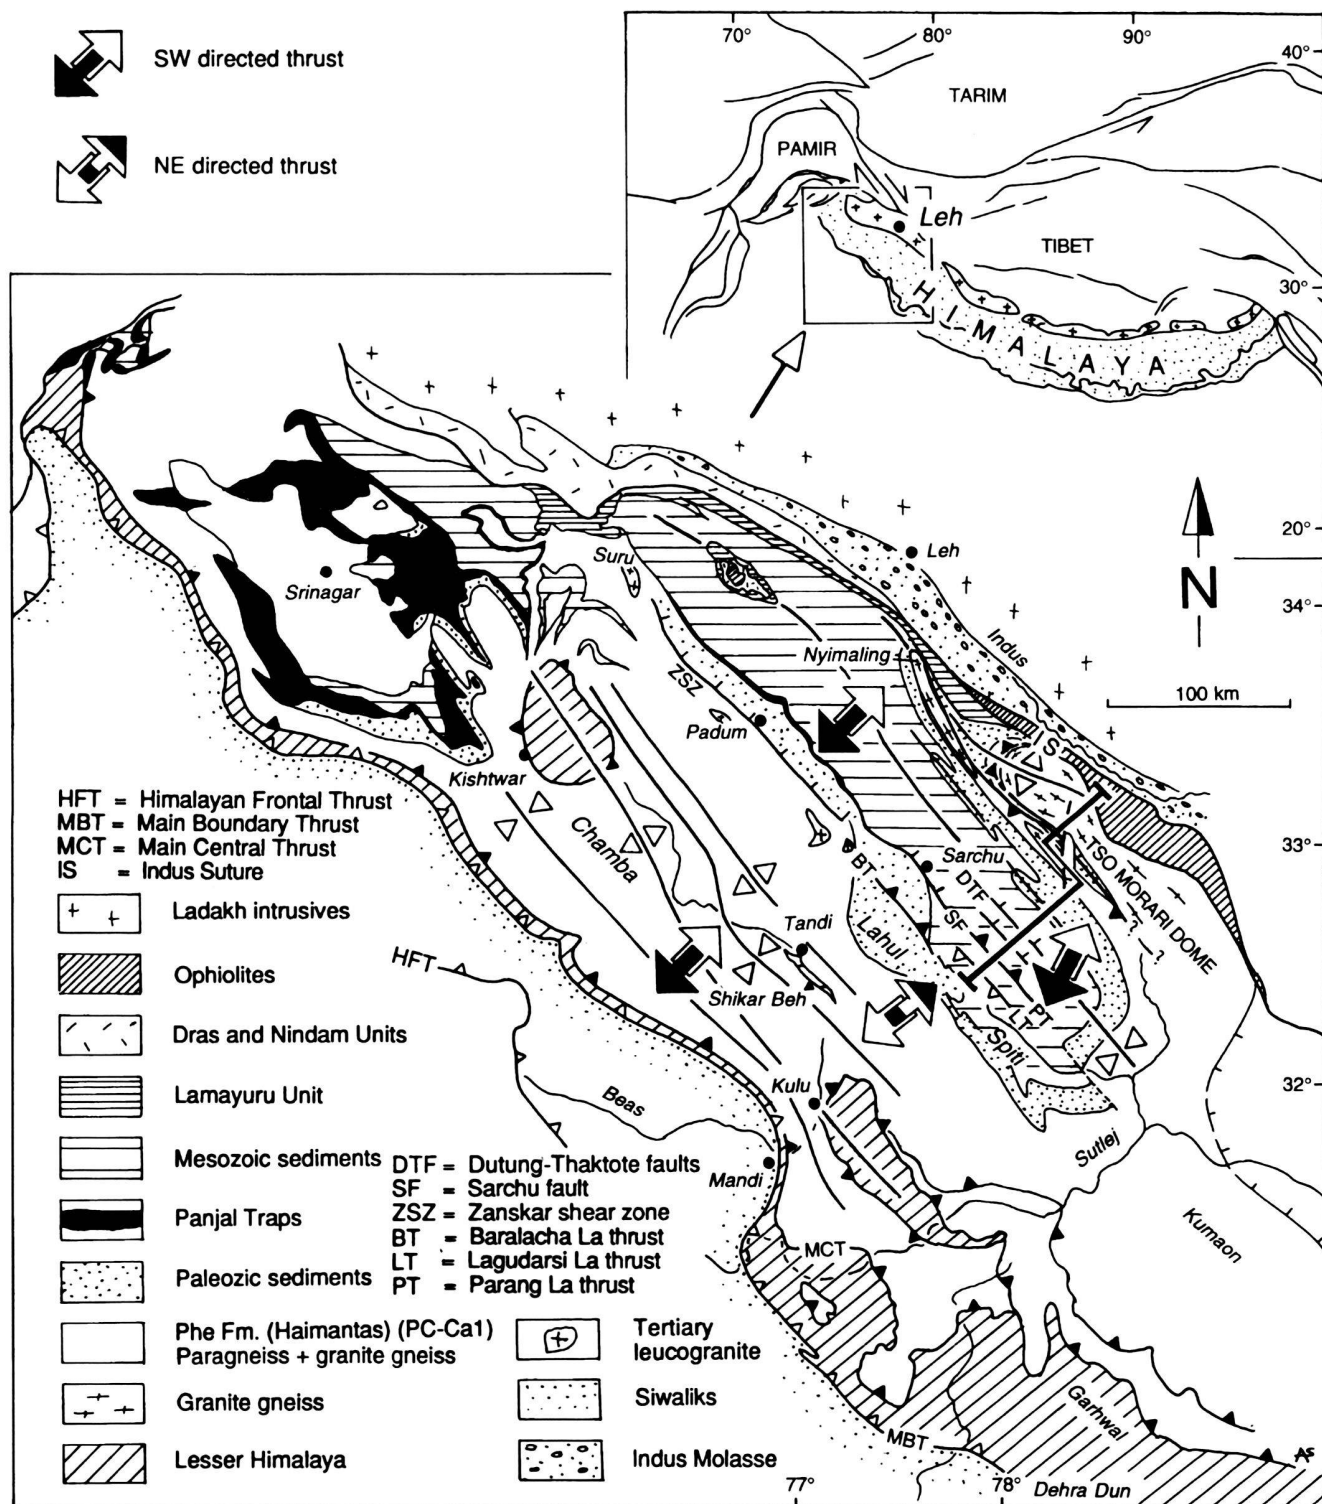 SW directed thrust
NE directed thrust
70°
80°
90°
40°
TARIM
PAMIR
Leh
TIBET
30°
HIMALAYA
20°
34°
N
100 km
33°
32°
77°
78°
Suru
Leh
Srinagar
Indus
Nyimaling
ZSZ
Padum
IS
Kishtwar
Chamba
BT
Sarchu
DTF
SF
TSO MORARI DOME
Tandi
Lahul
HFT
Shikar Beh
PT
LT
Spiti
Kulu
Beas
Sutlej
Mandi
Kumaon
MCT
Garhwal
MBT
Dehra Dun
HFT = Himalayan Frontal Thrust
MBT = Main Boundary Thrust
MCT = Main Central Thrust
IS = Indus Suture
Ladakh intrusives
Ophiolites
Dras and Nindam Units
Lamayuru Unit
Mesozoic sediments
Panjal Traps
Paleozic sediments
Phe Fm. (Haimantas) (PC-Ca1)
Paragneiss + granite gneiss
Granite gneiss
Lesser Himalaya
DTF = Dutung-Thaktote faults
SF = Sarchu fault
ZSZ = Zanskar shear zone
BT = Baralacha La thrust
LT = Lagudarsi La thrust
PT = Parang La thrust
Tertiary
leucogranite
Siwaliks
Indus Molasse